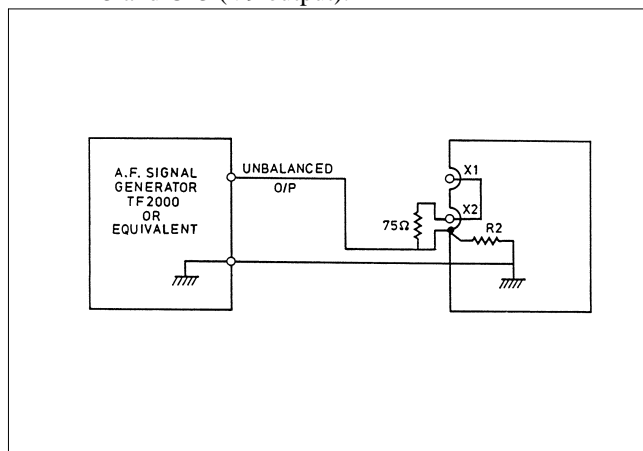 A.F. SIGNAL
GENERATOR
TF2000
OR
EQUIVALENT
UNBALANCED
O/P
75Ω
X1
X2
R2